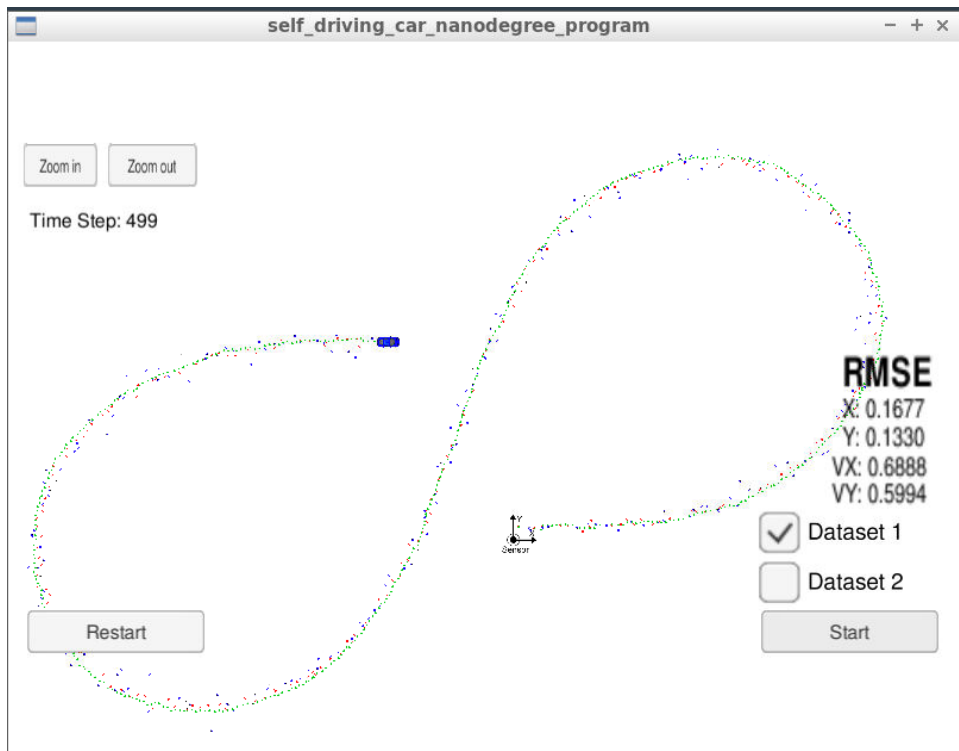 self_driving_car_nanodegree_program
Zoom in
Zoom out
Time Step: 499
RMSE
X: 0.1677
Y: 0.1330
VX: 0.6888
VY: 0.5994
Y
X
Sensor
Dataset 1
Dataset 2
Restart
Start